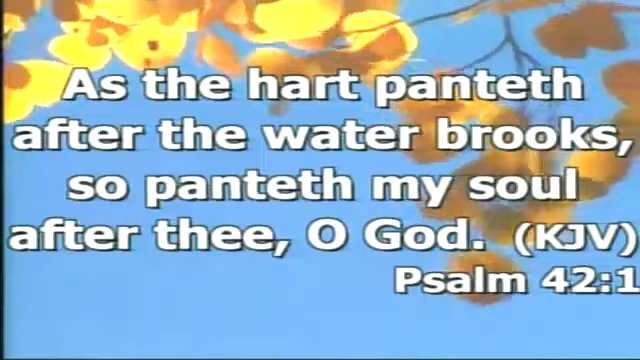 As the hart panteth
after the water brooks,
so panteth my soul
after thee, O God. (KJV)
Psalm 42:1